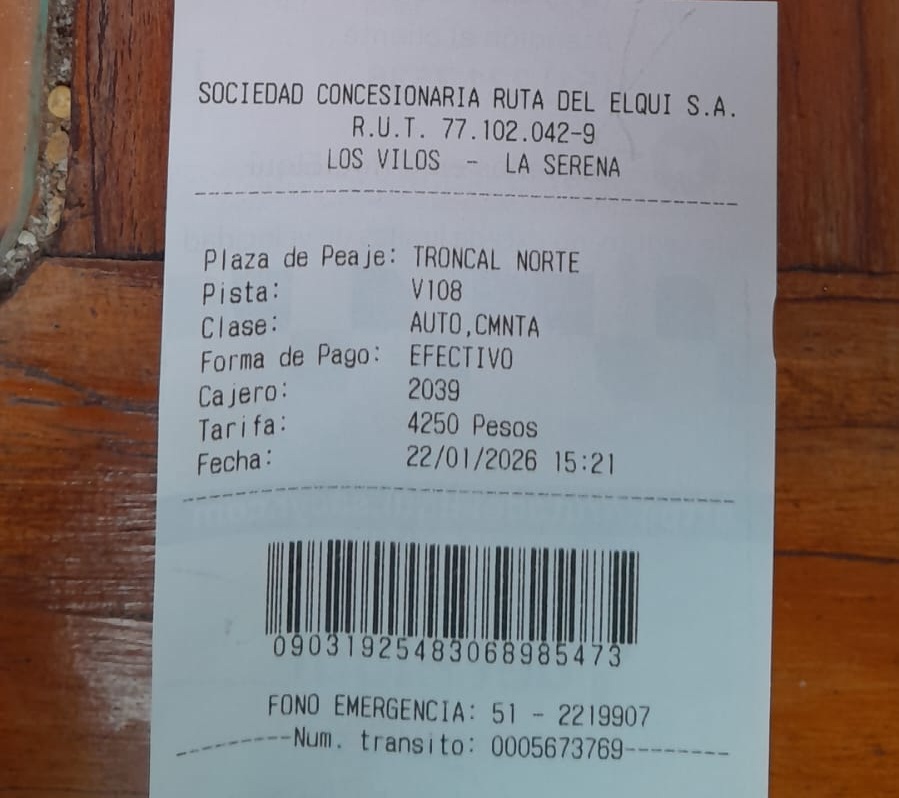 SOCIEDAD CONCESIONARIA RUTA DEL ELQUI S.A.
R.U.T. 77.102.042-9
LOS VILOS - LA SERENA
Plaza de Peaje: TRONCAL NORTE
Pista: V108
Clase: AUTO,CMNTA
Forma de Pago: EFECTIVO
Cajero: 2039
Tarifa: 4250 Pesos
Fecha: 22/01/2026 15:21
09031925483068985473
FONO EMERGENCIA: 51 - 2219907
Num. transito: 0005673769